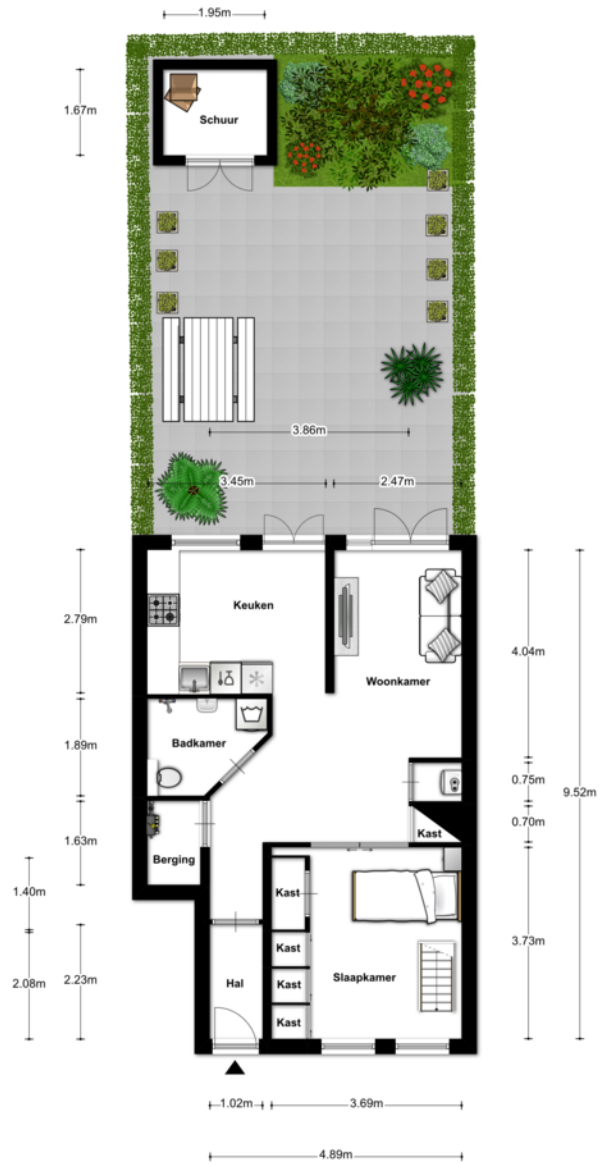 1.95m
1.67m
Schuur
3.86m
3.45m
2.47m
Keuken
2.79m
4.04m
Woonkamer
1.89m
Badkamer
0.75m
9.52m
0.70m
Kast
1.63m
Berging
1.40m
Kast
3.73m
Kast
2.08m
2.23m
Hal
Kast
Slaapkamer
Kast
1.02m
3.69m
4.89m